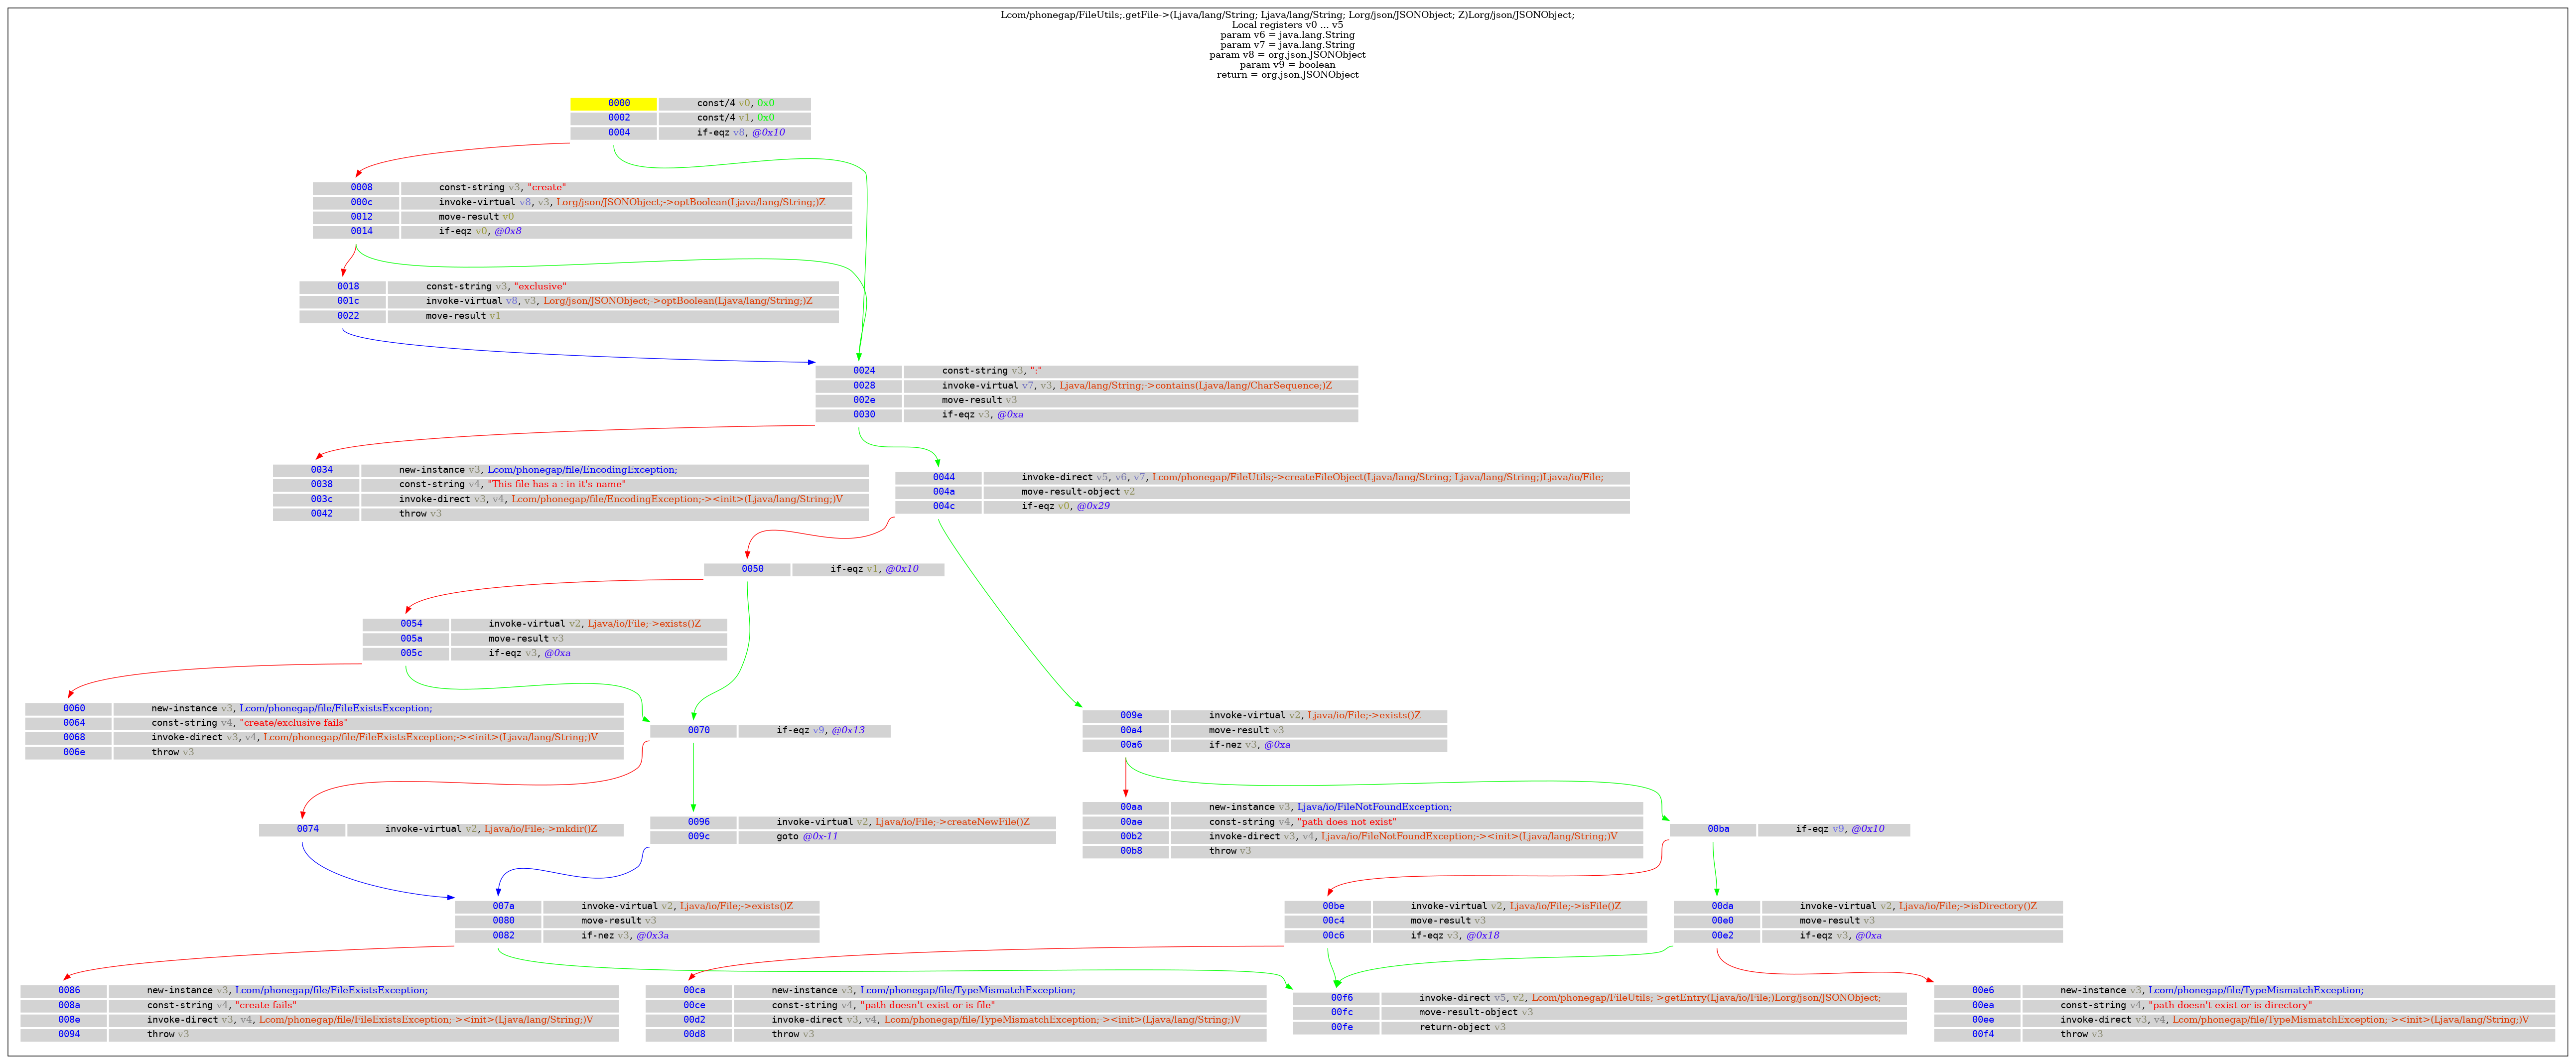 Lcom/phonegap/FileUtils;.getFile->(Ljava/lang/String; Ljava/lang/String; Lorg/json/JSONObject; Z)Lorg/json/JSONObject;
Local registers v0 ... v5
param v6 = java.lang.String
param v7 = java.lang.String
param v8 = org.json.JSONObject
param v9 = boolean
return = org.json.JSONObject
0000 const/4 v0, 0x0
0002 const/4 v1, 0x0
0004 if-eqz v8, @0x10
0008 const-string v3, "create"
000c invoke-virtual v8, v3, Lorg/json/JSONObject;->optBoolean(Ljava/lang/String;)Z
0012 move-result v0
0014 if-eqz v0, @0x8
0018 const-string v3, "exclusive"
001c invoke-virtual v8, v3, Lorg/json/JSONObject;->optBoolean(Ljava/lang/String;)Z
0022 move-result v1
0024 const-string v3, ":"
0028 invoke-virtual v7, v3, Ljava/lang/String;->contains(Ljava/lang/CharSequence;)Z
002e move-result v3
0030 if-eqz v3, @0xa
0034 new-instance v3, Lcom/phonegap/file/EncodingException;
0038 const-string v4, "This file has a : in it's name"
003c invoke-direct v3, v4, Lcom/phonegap/file/EncodingException;-><init>(Ljava/lang/String;)V
0042 throw v3
0044 invoke-direct v5, v6, v7, Lcom/phonegap/FileUtils;->createFileObject(Ljava/lang/String; Ljava/lang/String;)Ljava/io/File;
004a move-result-object v2
004c if-eqz v0, @0x29
0050 if-eqz v1, @0x10
0054 invoke-virtual v2, Ljava/io/File;->exists()Z
005a move-result v3
005c if-eqz v3, @0xa
0060 new-instance v3, Lcom/phonegap/file/FileExistsException;
0064 const-string v4, "create/exclusive fails"
0068 invoke-direct v3, v4, Lcom/phonegap/file/FileExistsException;-><init>(Ljava/lang/String;)V
006e throw v3
0070 if-eqz v9, @0x13
009e invoke-virtual v2, Ljava/io/File;->exists()Z
00a4 move-result v3
00a6 if-nez v3, @0xa
0074 invoke-virtual v2, Ljava/io/File;->mkdir()Z
0096 invoke-virtual v2, Ljava/io/File;->createNewFile()Z
009c goto @0x-11
00aa new-instance v3, Ljava/io/FileNotFoundException;
00ae const-string v4, "path does not exist"
00b2 invoke-direct v3, v4, Ljava/io/FileNotFoundException;-><init>(Ljava/lang/String;)V
00b8 throw v3
00ba if-eqz v9, @0x10
007a invoke-virtual v2, Ljava/io/File;->exists()Z
0080 move-result v3
0082 if-nez v3, @0x3a
00be invoke-virtual v2, Ljava/io/File;->isFile()Z
00c4 move-result v3
00c6 if-eqz v3, @0x18
00da invoke-virtual v2, Ljava/io/File;->isDirectory()Z
00e0 move-result v3
00e2 if-eqz v3, @0xa
0086 new-instance v3, Lcom/phonegap/file/FileExistsException;
008a const-string v4, "create fails"
008e invoke-direct v3, v4, Lcom/phonegap/file/FileExistsException;-><init>(Ljava/lang/String;)V
0094 throw v3
00ca new-instance v3, Lcom/phonegap/file/TypeMismatchException;
00ce const-string v4, "path doesn't exist or is file"
00d2 invoke-direct v3, v4, Lcom/phonegap/file/TypeMismatchException;-><init>(Ljava/lang/String;)V
00d8 throw v3
00f6 invoke-direct v5, v2, Lcom/phonegap/FileUtils;->getEntry(Ljava/io/File;)Lorg/json/JSONObject;
00fc move-result-object v3
00fe return-object v3
00e6 new-instance v3, Lcom/phonegap/file/TypeMismatchException;
00ea const-string v4, "path doesn't exist or is directory"
00ee invoke-direct v3, v4, Lcom/phonegap/file/TypeMismatchException;-><init>(Ljava/lang/String;)V
00f4 throw v3